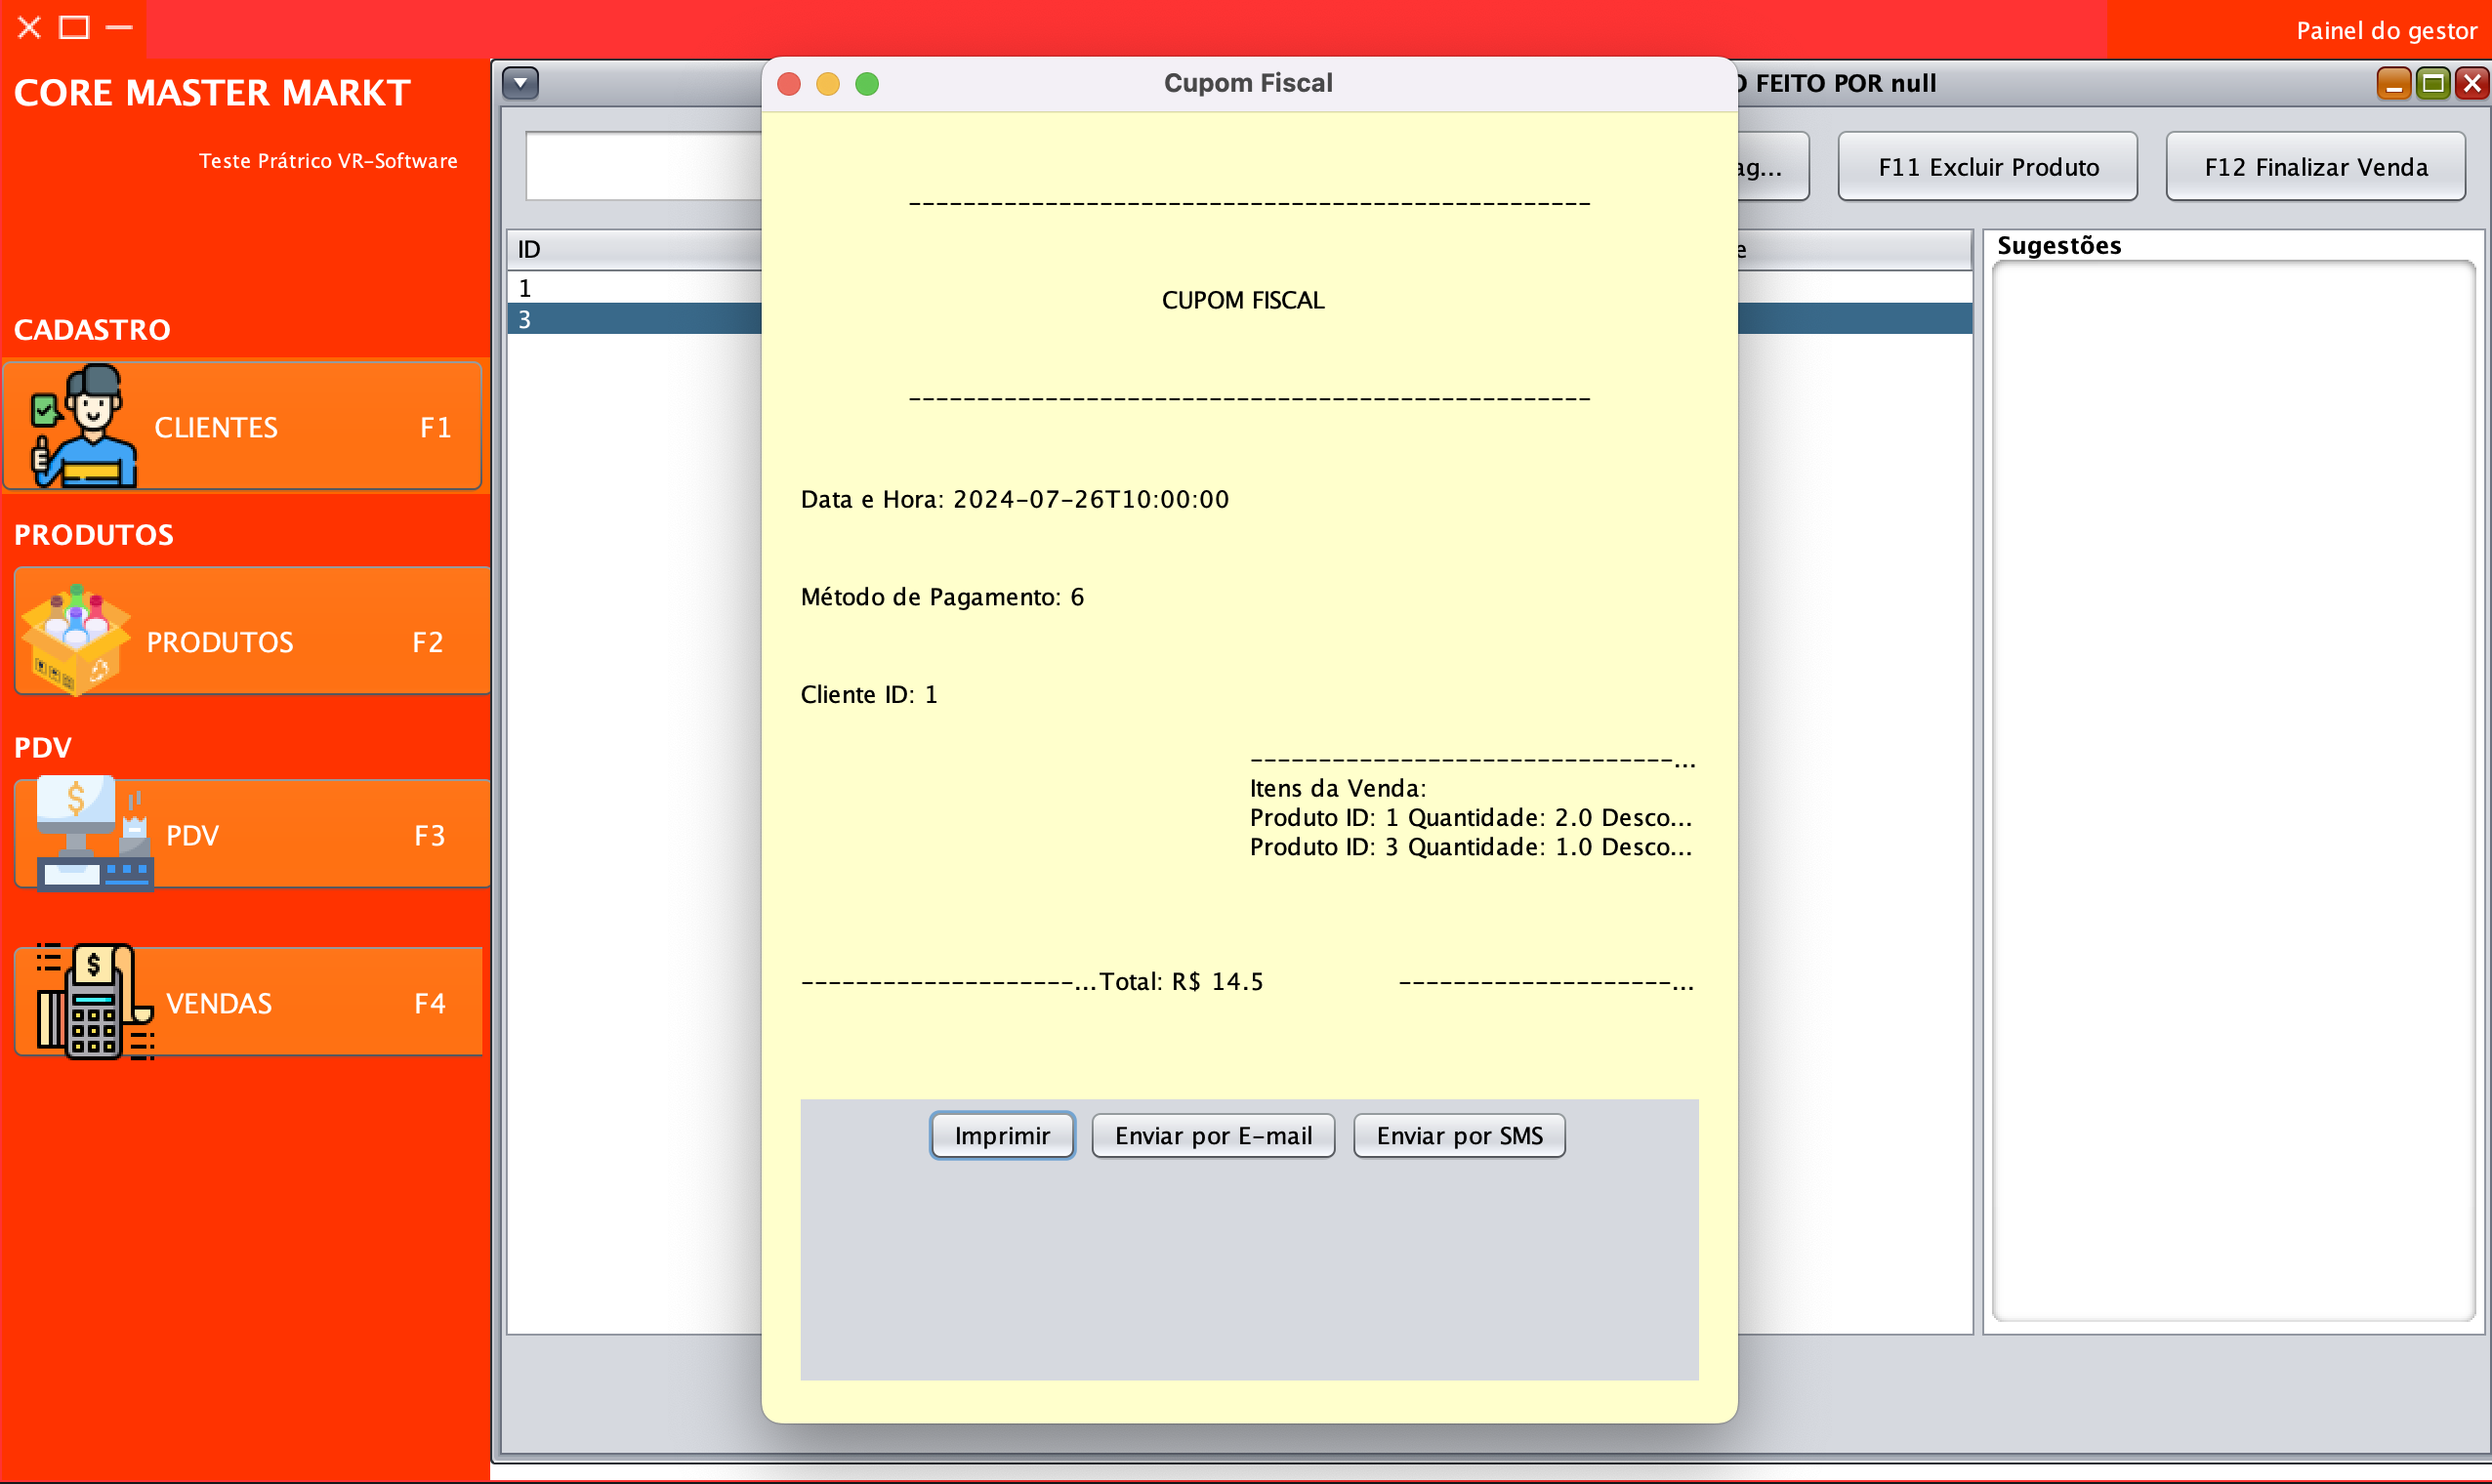 Painel do gestor
CORE MASTER MARKT
Teste Prátrico VR-Software
CADASTRO
CLIENTES F1
PRODUTOS
PRODUTOS F2
PDV
PDV F3
VENDAS F4
FEITO POR null
ag...
F11 Excluir Produto
F12 Finalizar Venda
ID
e
Sugestões
1
3
Cupom Fiscal
--------------------------------------------------
CUPOM FISCAL
--------------------------------------------------
Data e Hora: 2024-07-26T10:00:00
Método de Pagamento: 6
Cliente ID: 1
-------------------------------...
Itens da Venda:
Produto ID: 1 Quantidade: 2.0 Desco...
Produto ID: 3 Quantidade: 1.0 Desco...
--------------------...Total: R$ 14.5 --------------------...
Imprimir
Enviar por E-mail
Enviar por SMS